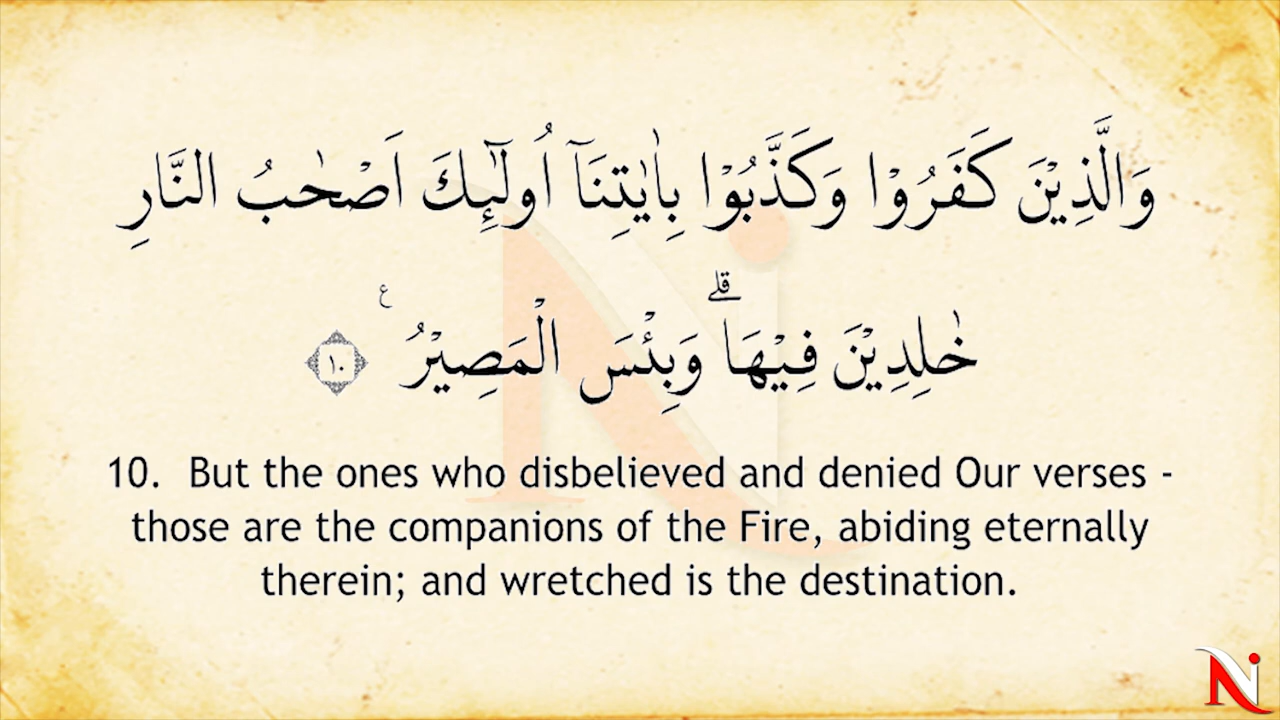 وَالَّذِيْنَ كَفَرُوْا وَكَذَّبُوْا بِاٰيٰتِنَآ اُولٰٓئِكَ اَصْحٰبُ النَّارِ
خٰلِدِيْنَ فِيْهَاۗ وَبِئْسَ الْمَصِيْرُ ࣖ ۝١٠
10. But the ones who disbelieved and denied Our verses -
those are the companions of the Fire, abiding eternally
therein; and wretched is the destination.